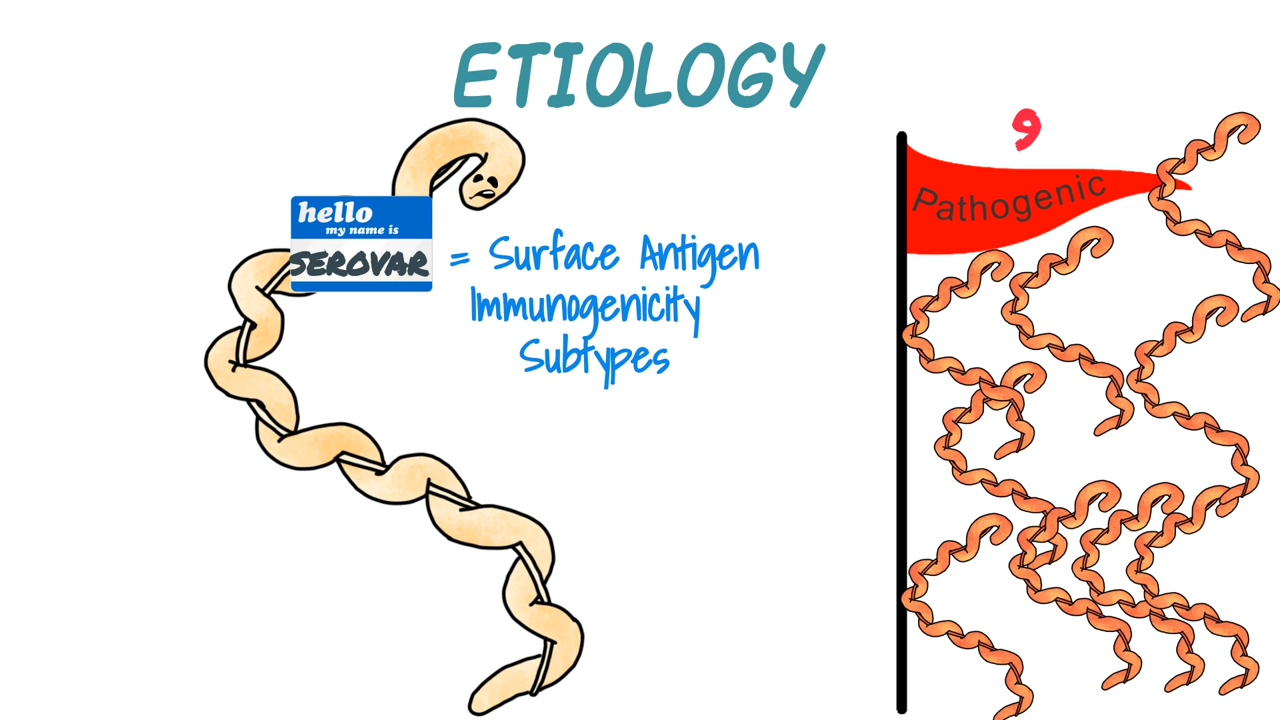 ETIOLOGY
9
Pathogenic
hello
my name is
SEROVAR
= Surface Antigen
Immunogenicity
Subtypes